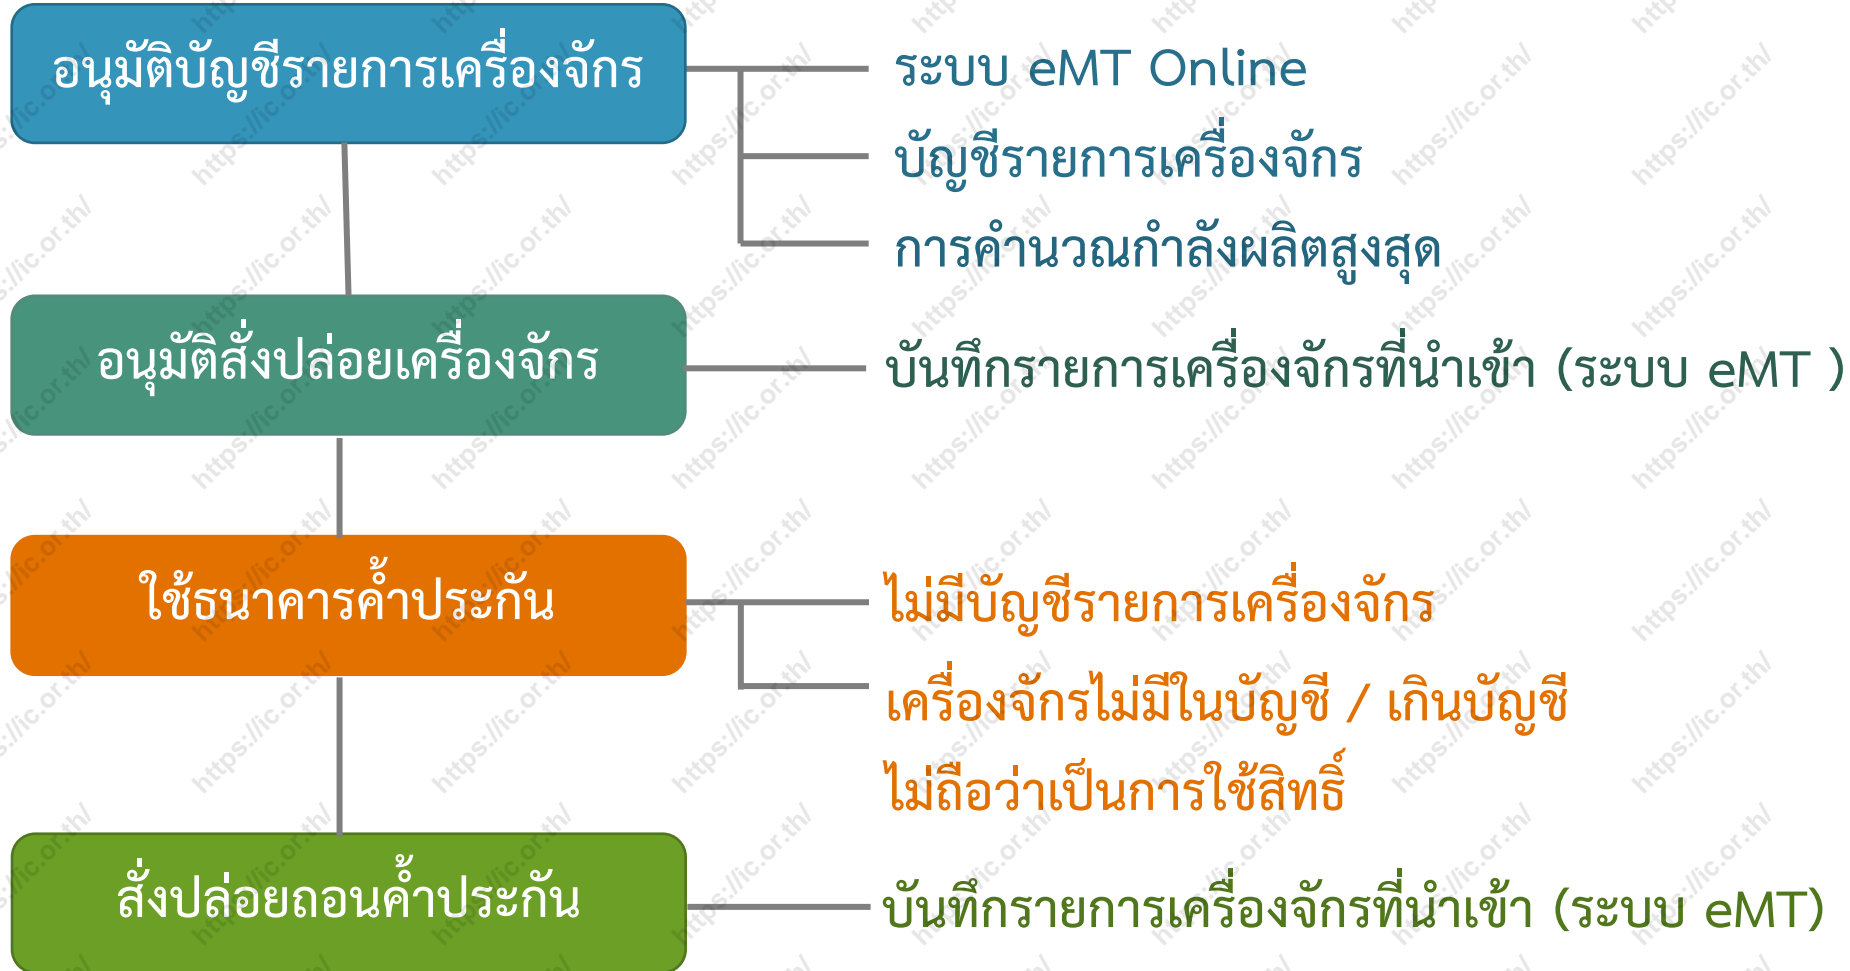 อนุมัติบัญชีรายการเครื่องจักร
ระบบ eMT Online
บัญชีรายการเครื่องจักร
การคำนวณกำลังผลิตสูงสุด
อนุมัติสั่งปล่อยเครื่องจักร
บันทึกรายการเครื่องจักรที่นำเข้า (ระบบ eMT )
ใช้ธนาคารค้ำประกัน
ไม่มีบัญชีรายการเครื่องจักร
เครื่องจักรไม่มีในบัญชี / เกินบัญชี
ไม่ถือว่าเป็นการใช้สิทธิ์
สั่งปล่อยถอนค้ำประกัน
บันทึกรายการเครื่องจักรที่นำเข้า (ระบบ eMT)
https://ic.or.th/